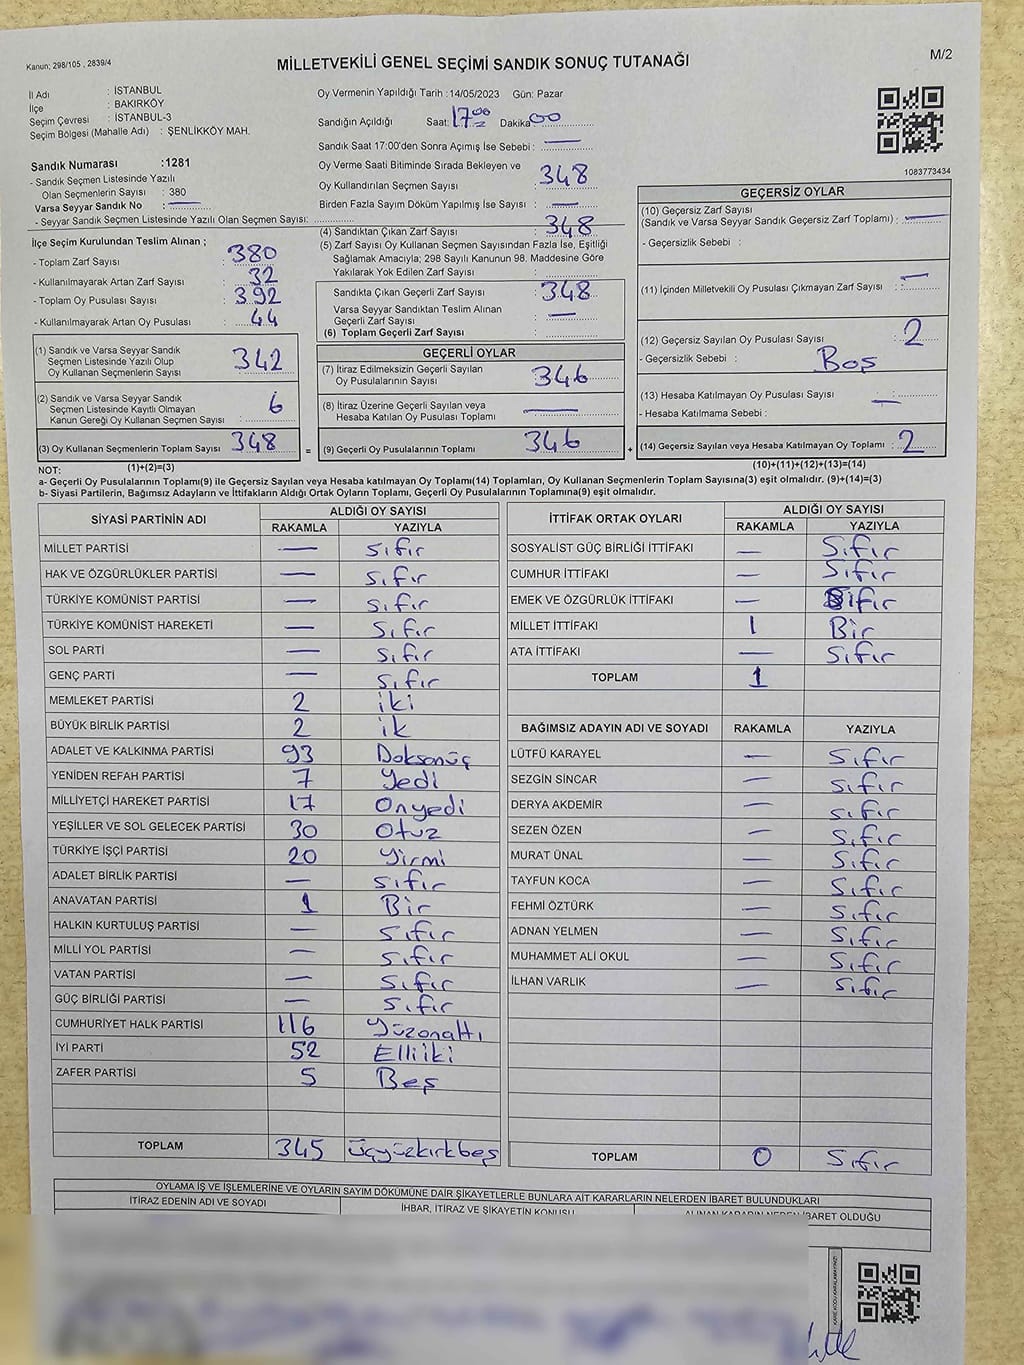 Kanun; 298/105 , 2839/4
MİLLETVEKİLİ GENEL SEÇİMİ SANDIK SONUÇ TUTANAĞI
M/2
İl Adı : İSTANBUL
İlçe : BAKIRKÖY
Seçim Çevresi : İSTANBUL-3
Seçim Bölgesi (Mahalle Adı) : ŞENLİKKÖY MAH.
Sandık Numarası :1281
- Sandık Seçmen Listesinde Yazılı
Olan Seçmenlerin Sayısı : 380
Varsa Seyyar Sandık No : —
- Seyyar Sandık Seçmen Listesinde Yazılı Olan Seçmen Sayısı:
İlçe Seçim Kurulundan Teslim Alınan ;
- Toplam Zarf Sayısı : 380
- Kullanılmayarak Artan Zarf Sayısı : 32
- Toplam Oy Pusulası Sayısı : 392
- Kullanılmayarak Artan Oy Pusulası : 44
(1) Sandık ve Varsa Seyyar Sandık
Seçmen Listesinde Yazılı Olup
Oy Kullanan Seçmenlerin Sayısı : 342
(2) Sandık ve Varsa Seyyar Sandık
Seçmen Listesinde Kayıtlı Olmayan
Kanun Gereği Oy Kullanan Seçmen Sayısı : 6
(3) Oy Kullanan Seçmenlerin Toplam Sayısı : 348
(1)+(2)=(3)
Oy Vermenin Yapıldığı Tarih :14/05/2023 Gün: Pazar
Sandığın Açıldığı Saat: 17 00 Dakika 00
Sandık Saat 17:00'den Sonra Açımış İse Sebebi : —
Oy Verme Saati Bitiminde Sırada Bekleyen ve
Oy Kullandırılan Seçmen Sayısı : 348
Birden Fazla Sayım Döküm Yapılmış İse Sayısı : —
(4) Sandıktan Çıkan Zarf Sayısı : 348
(5) Zarf Sayısı Oy Kullanan Seçmen Sayısından Fazla İse, Eşitliği
Sağlamak Amacıyla; 298 Sayılı Kanunun 98. Maddesine Göre
Yakılarak Yok Edilen Zarf Sayısı :
Sandıkta Çıkan Geçerli Zarf Sayısı : 348
Varsa Seyyar Sandıktan Teslim Alınan
Geçerli Zarf Sayısı : —
(6) Toplam Geçerli Zarf Sayısı :
GEÇERLİ OYLAR
(7) İtiraz Edilmeksizin Geçerli Sayılan
Oy Pusulalarının Sayısı : 346
(8) İtiraz Üzerine Geçerli Sayılan veya
Hesaba Katılan Oy Pusulası Toplamı : —
= (9) Geçerli Oy Pusulalarının Toplamı : 346 +
1083773434
GEÇERSİZ OYLAR
(10) Geçersiz Zarf Sayısı
(Sandık ve Varsa Seyyar Sandık Geçersiz Zarf Toplamı) : —
- Geçersizlik Sebebi :
(11) İçinden Milletvekili Oy Pusulası Çıkmayan Zarf Sayısı : —
(12) Geçersiz Sayılan Oy Pusulası Sayısı : 2
- Geçersizlik Sebebi : Boş
(13) Hesaba Katılmayan Oy Pusulası Sayısı : —
- Hesaba Katılmama Sebebi :
(14) Geçersiz Sayılan veya Hesaba Katılmayan Oy Toplamı : 2
(10)+(11)+(12)+(13)=(14)
NOT:
a- Geçerli Oy Pusulalarının Toplamı(9) ile Geçersiz Sayılan veya Hesaba katılmayan Oy Toplamı(14) Toplamları, Oy Kullanan Seçmenlerin Toplam Sayısına(3) eşit olmalıdır. (9)+(14)=(3)
b- Siyasi Partilerin, Bağımsız Adayların ve İttifakların Aldığı Ortak Oyların Toplamı, Geçerli Oy Pusulalarının Toplamına(9) eşit olmalıdır.
SİYASİ PARTİNİN ADI ALDIĞI OY SAYISI
RAKAMLA YAZIYLA
MİLLET PARTİSİ — Sıfır
HAK VE ÖZGÜRLÜKLER PARTİSİ — Sıfır
TÜRKİYE KOMÜNİST PARTİSİ — Sıfır
TÜRKİYE KOMÜNİST HAREKETİ — Sıfır
SOL PARTİ — Sıfır
GENÇ PARTİ — Sıfır
MEMLEKET PARTİSİ 2 iki
BÜYÜK BİRLİK PARTİSİ 2 ik
ADALET VE KALKINMA PARTİSİ 93 Doksanüç
YENİDEN REFAH PARTİSİ 7 Yedi
MİLLİYETÇİ HAREKET PARTİSİ 17 Onyedi
YEŞİLLER VE SOL GELECEK PARTİSİ 30 Otuz
TÜRKİYE İŞÇİ PARTİSİ 20 Yirmi
ADALET BİRLİK PARTİSİ — Sıfır
ANAVATAN PARTİSİ 1 Bir
HALKIN KURTULUŞ PARTİSİ — Sıfır
MİLLİ YOL PARTİSİ — Sıfır
VATAN PARTİSİ — Sıfır
GÜÇ BİRLİĞİ PARTİSİ — Sıfır
CUMHURİYET HALK PARTİSİ 116 Yüzonaltı
İYİ PARTİ 52 Elliiki
ZAFER PARTİSİ 5 Beş
TOPLAM 345 üçyüzkırkbeş
İTTİFAK ORTAK OYLARI ALDIĞI OY SAYISI
RAKAMLA YAZIYLA
SOSYALİST GÜÇ BİRLİĞİ İTTİFAKI — Sıfır
CUMHUR İTTİFAKI — Sıfır
EMEK VE ÖZGÜRLÜK İTTİFAKI — Sıfır
MİLLET İTTİFAKI 1 Bir
ATA İTTİFAKI — Sıfır
TOPLAM 1
BAĞIMSIZ ADAYIN ADI VE SOYADI RAKAMLA YAZIYLA
LÜTFÜ KARAYEL — Sıfır
SEZGİN SİNCAR — Sıfır
DERYA AKDEMİR — Sıfır
SEZEN ÖZEN — Sıfır
MURAT ÜNAL — Sıfır
TAYFUN KOCA — Sıfır
FEHMİ ÖZTÜRK — Sıfır
ADNAN YELMEN — Sıfır
MUHAMMET ALİ OKUL — Sıfır
İLHAN VARLIK — Sıfır
TOPLAM 0 Sıfır
OYLAMA İŞ VE İŞLEMLERİNE VE OYLARIN SAYIM DÖKÜMÜNE DAİR ŞİKAYETLERLE BUNLARA AİT KARARLARIN NELERDEN İBARET BULUNDUKLARI
İTİRAZ EDENİN ADI VE SOYADI İHBAR, İTİRAZ VE ŞİKAYETİN KONUSU ALINAN KARARIN NEDEN İBARET OLDUĞU